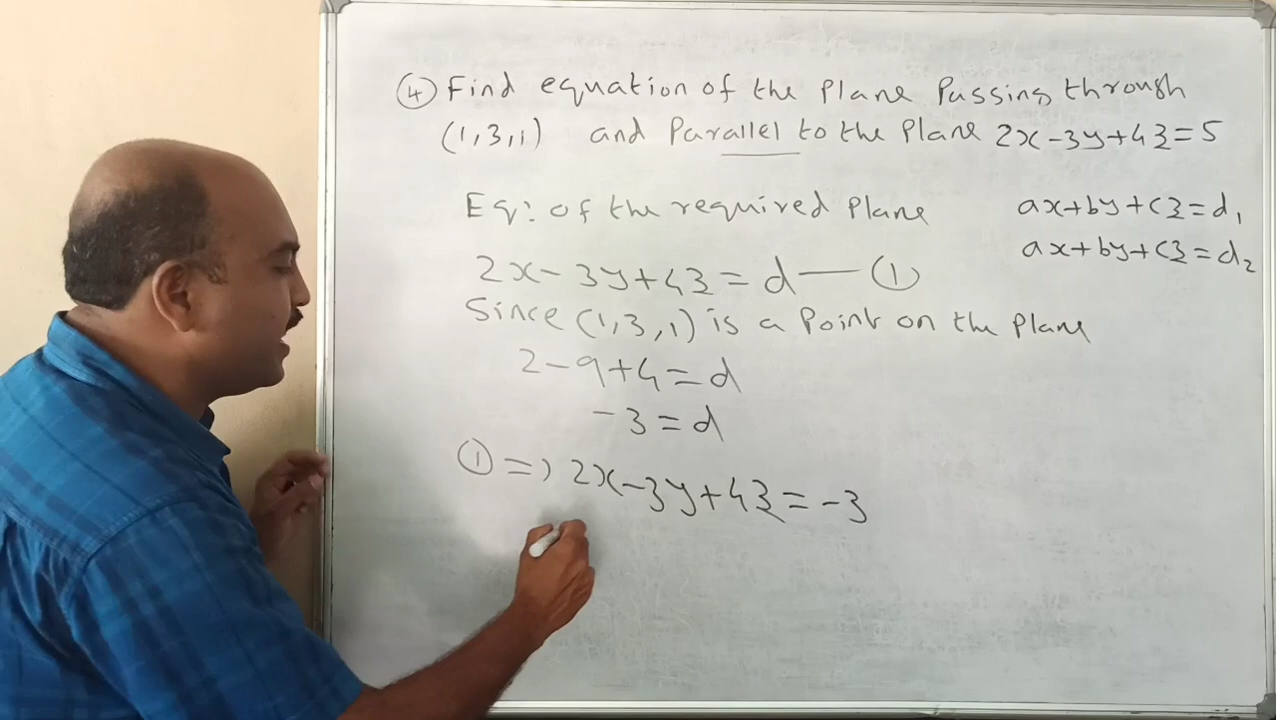 ④ Find equation of the plane Passing through
(1,3,1) and Parallel to the Plane 2x-3y+4z=5
Eq: of the required Plane
ax+by+cz=d₁
ax+by+cz=d₂
2x-3y+4z=d—(1)
Since (1,3,1) is a Point on the plane
2-9+4=d
-3=d
①=>2x-3y+4z=-3